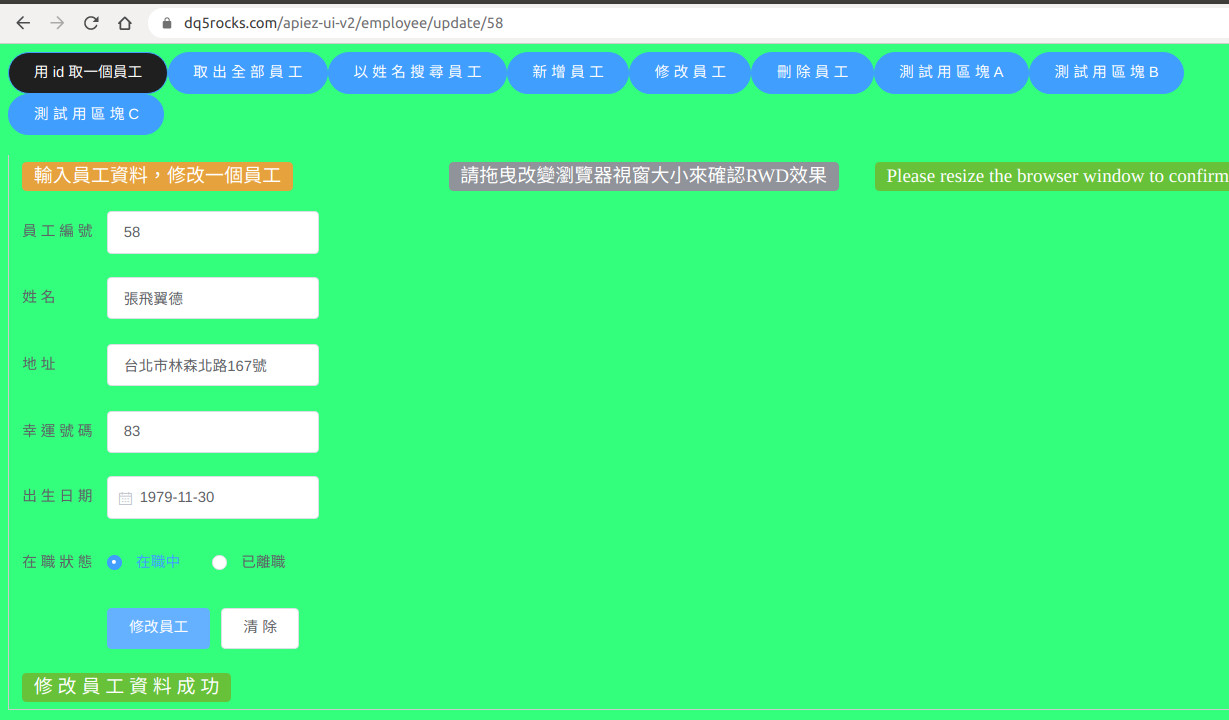 dq5rocks.com/apiez-ui-v2/employee/update/58
用 id 取一個員工 取出全部員工 以姓名搜尋員工 新增員工 修改員工 刪除員工 測試用區塊A 測試用區塊B
測試用區塊C
輸入員工資料，修改一個員工 請拖曳改變瀏覽器視窗大小來確認RWD效果 Please resize the browser window to confirm
員工編號 58
姓名 張飛翼德
地址 台北市林森北路167號
幸運號碼 83
出生日期 1979-11-30
在職狀態 在職中 已離職
修改員工 清除
修改員工資料成功